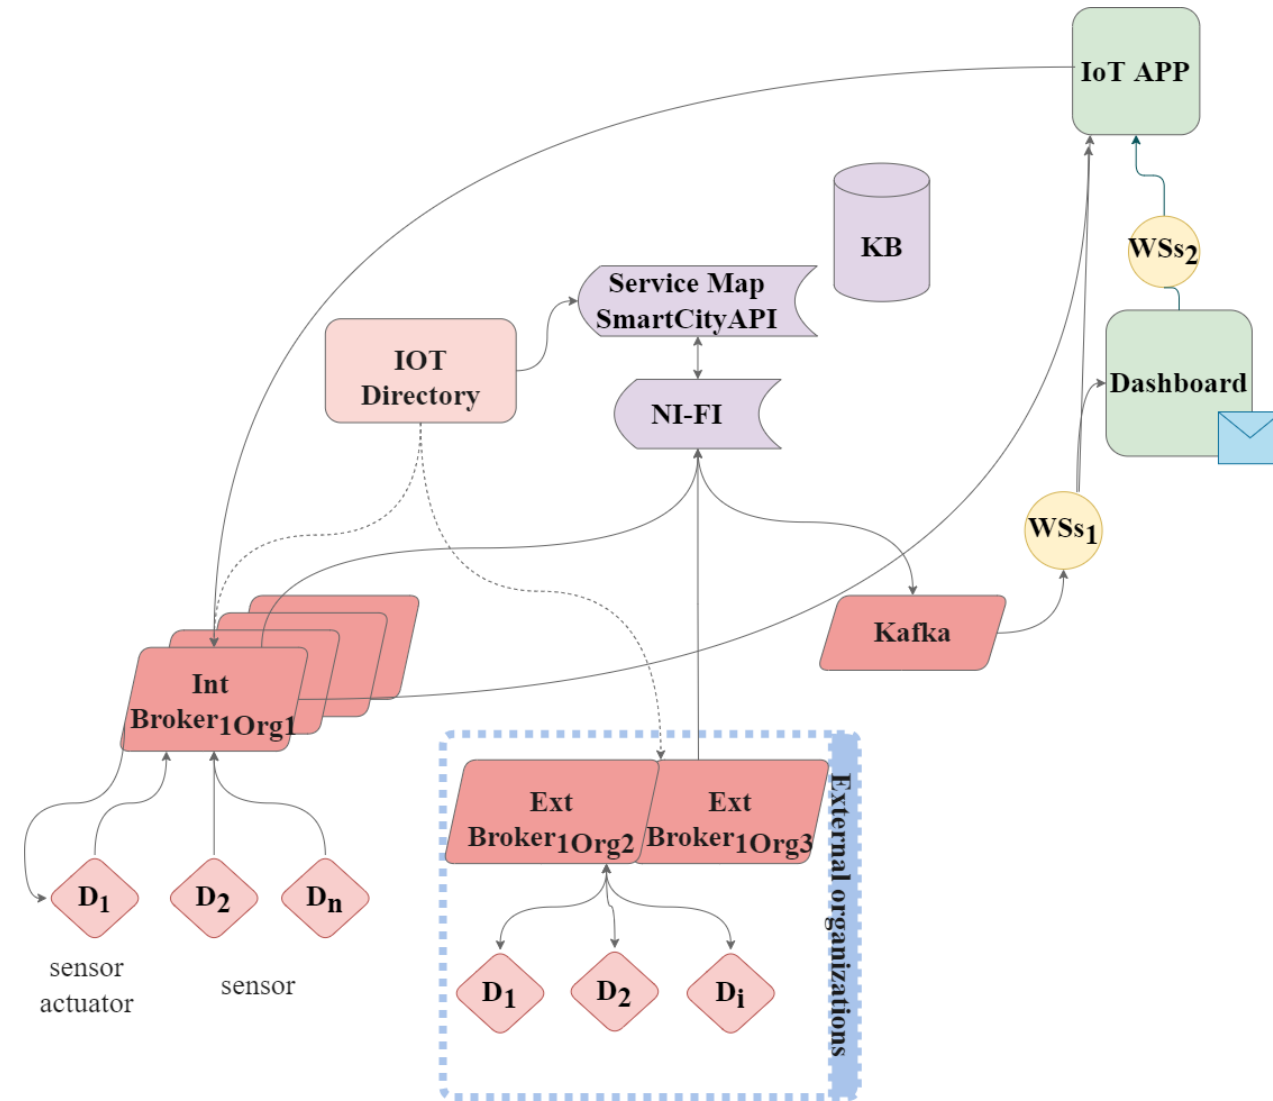 IoT APP
KB
WSs2
Service Map
SmartCityAPI
IOT
Directory
Dashboard
NI-FI
WSs1
Kafka
Int
Broker1Org1
Ext
Broker1Org2
Ext
Broker1Org3
External organizations
D1
D2
Dn
sensor
actuator
sensor
D1
D2
Di